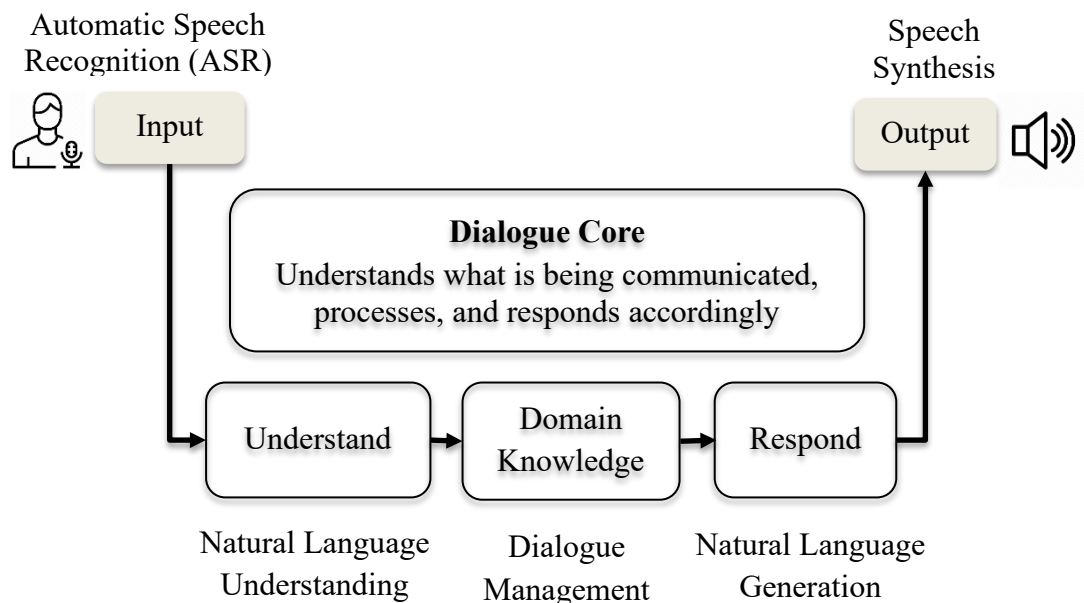 Automatic Speech
Recognition (ASR)
Speech
Synthesis
Input
Output
Dialogue Core
Understands what is being communicated,
processes, and responds accordingly
Understand
Domain
Knowledge
Respond
Natural Language
Understanding
Dialogue
Management
Natural Language
Generation